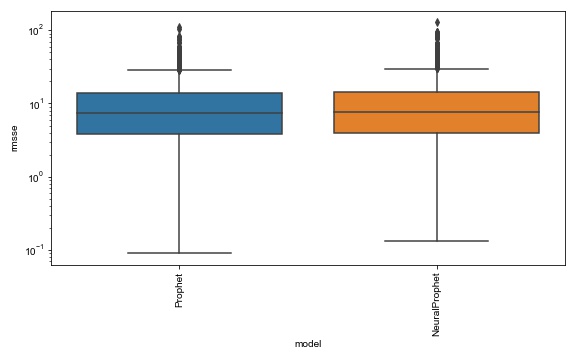 10²
10¹
10⁰
10⁻¹
rmsse
Prophet
NeuralProphet
model